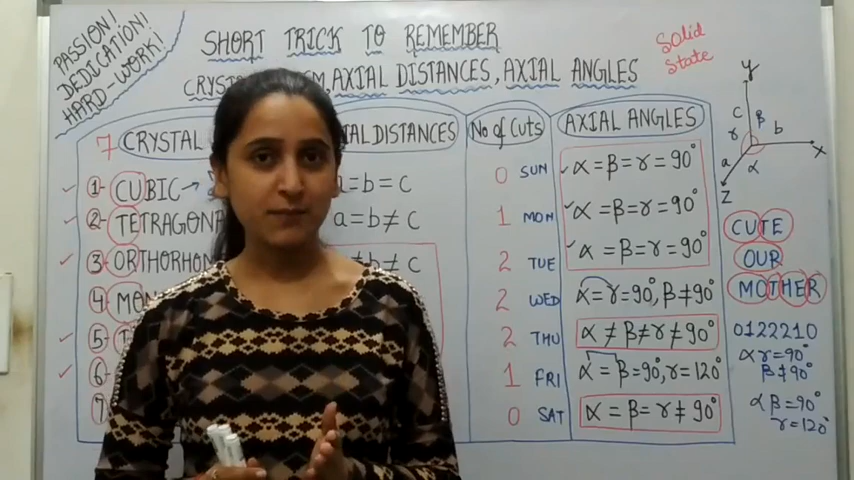 PASSION!
DEDICATION!
HARD-WORK!
SHORT TRICK TO REMEMBER
AXIAL DISTANCES, AXIAL ANGLES
Solid
state
7 CRYSTAL DISTANCES No of Cuts AXIAL ANGLES
1 CUBIC → a=b=c 0 SUN α=β=γ=90°
2 a=b≠c 1 MON α=β=γ=90°
3 ≠c 2 TUE α=β=γ=90°
4 2 WED α=γ=90°, β≠90°
5 2 THU α≠β≠γ≠90°
6 1 FRI α=β=90°, γ=120°
7 0 SAT α=β=γ≠90°
y
c β
γ b
x
a α
Z
CUTE
OUR
MOTHER
0122210
αγ=90°
β≠90°
αβ=90°
γ=120°